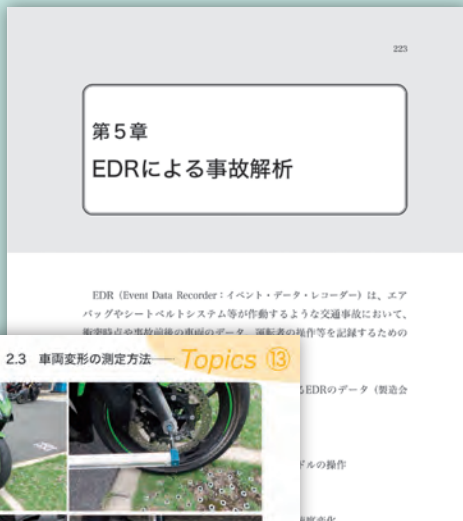 223
第5章
EDRによる事故解析
EDR（Event Data Recorder：イベント・データ・レコーダー）は、エア
バッグやシートベルトシステム等が作動するような交通事故において、
衝突時点や事故前後の車両のデータ、運転者の操作等を記録するための
2.3 車両変形の測定方法 Topics ⑬
るEDRのデータ（製造会
ドルの操作